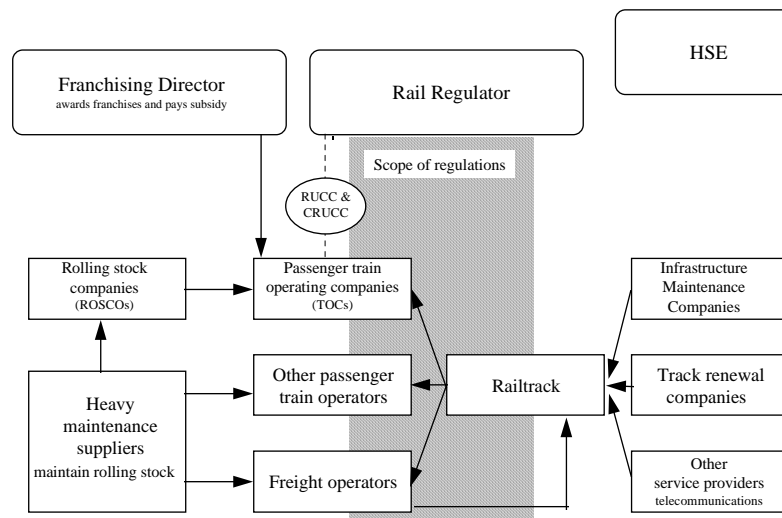 Franchising Director
awards franchises and pays subsidy
Rail Regulator
HSE
Scope of regulations
RUCC &
CRUCC
Rolling stock
companies
(ROSCOs)
Passenger train
operating companies
(TOCs)
Infrastructure
Maintenance
Companies
Other passenger
train operators
Railtrack
Track renewal
companies
Heavy
maintenance
suppliers
maintain rolling stock
Freight operators
Other
service providers
telecommunications